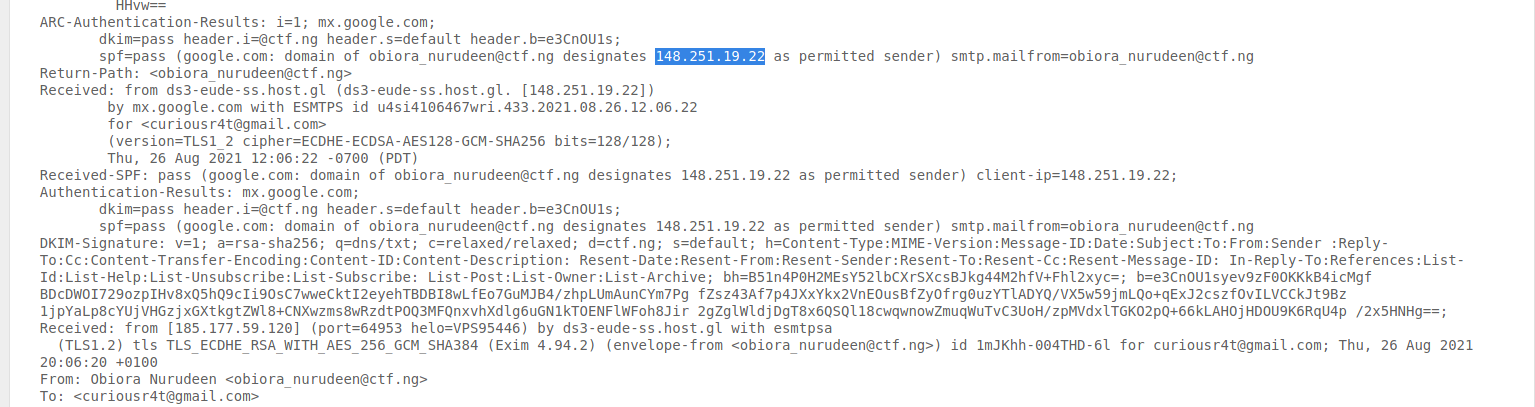 HHvw==
ARC-Authentication-Results: i=1; mx.google.com;
dkim=pass header.i=@ctf.ng header.s=default header.b=e3CnOU1s;
spf=pass (google.com: domain of obiora_nurudeen@ctf.ng designates 148.251.19.22 as permitted sender) smtp.mailfrom=obiora_nurudeen@ctf.ng
Return-Path: <obiora_nurudeen@ctf.ng>
Received: from ds3-eude-ss.host.gl (ds3-eude-ss.host.gl. [148.251.19.22])
by mx.google.com with ESMTPS id u4si4106467wri.433.2021.08.26.12.06.22
for <curiousr4t@gmail.com>
(version=TLS1_2 cipher=ECDHE-ECDSA-AES128-GCM-SHA256 bits=128/128);
Thu, 26 Aug 2021 12:06:22 -0700 (PDT)
Received-SPF: pass (google.com: domain of obiora_nurudeen@ctf.ng designates 148.251.19.22 as permitted sender) client-ip=148.251.19.22;
Authentication-Results: mx.google.com;
dkim=pass header.i=@ctf.ng header.s=default header.b=e3CnOU1s;
spf=pass (google.com: domain of obiora_nurudeen@ctf.ng designates 148.251.19.22 as permitted sender) smtp.mailfrom=obiora_nurudeen@ctf.ng
DKIM-Signature: v=1; a=rsa-sha256; q=dns/txt; c=relaxed/relaxed; d=ctf.ng; s=default; h=Content-Type:MIME-Version:Message-ID:Date:Subject:To:From:Sender :Reply-
To:Cc:Content-Transfer-Encoding:Content-ID:Content-Description: Resent-Date:Resent-From:Resent-Sender:Resent-To:Resent-Cc:Resent-Message-ID: In-Reply-To:References:List-
Id:List-Help:List-Unsubscribe:List-Subscribe: List-Post:List-Owner:List-Archive; bh=B51n4P0H2MEsY52lbCXrSXcsBJkg44M2hfV+Fhl2xyc=; b=e3CnOU1syev9zF0OKKkB4icMgf
BDcDWOI729ozpIHv8xQ5hQ9cIi9OsC7wweCktI2eyehTBDBI8wLfEo7GuMJB4/zhpLUmAunCYm7Pg fZsz43Af7p4JXxYkx2VnEOusBfZyOfrg0uzYTlADYQ/VX5w59jmLQo+qExJ2cszfOvILVCCkJt9Bz
1jpYaLp8cYUjVHGzjxGXtkgtZWl8+CNXwzms8wRzdtPOQ3MFQnxvhXdlg6uGN1kTOENFlWFoh8Jir 2gZglWldjDgT8x6QSQl18cwqwnowZmuqWuTvC3UoH/zpMVdxlTGKO2pQ+66kLAHOjHDOU9K6RqU4p /2x5HNHg==;
Received: from [185.177.59.120] (port=64953 helo=VPS95446) by ds3-eude-ss.host.gl with esmtpsa
(TLS1.2) tls TLS_ECDHE_RSA_WITH_AES_256_GCM_SHA384 (Exim 4.94.2) (envelope-from <obiora_nurudeen@ctf.ng>) id 1mJKhh-004THD-6l for curiousr4t@gmail.com; Thu, 26 Aug 2021
20:06:20 +0100
From: Obiora Nurudeen <obiora_nurudeen@ctf.ng>
To: <curiousr4t@gmail.com>